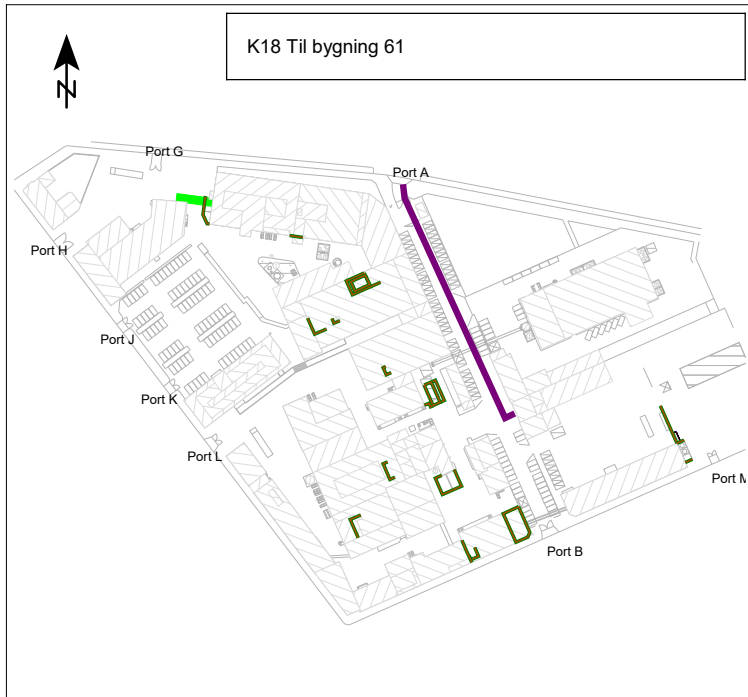 K18 Til bygning 61
N
Port G
Port A
Port H
Port J
Port K
Port L
Port M
Port B